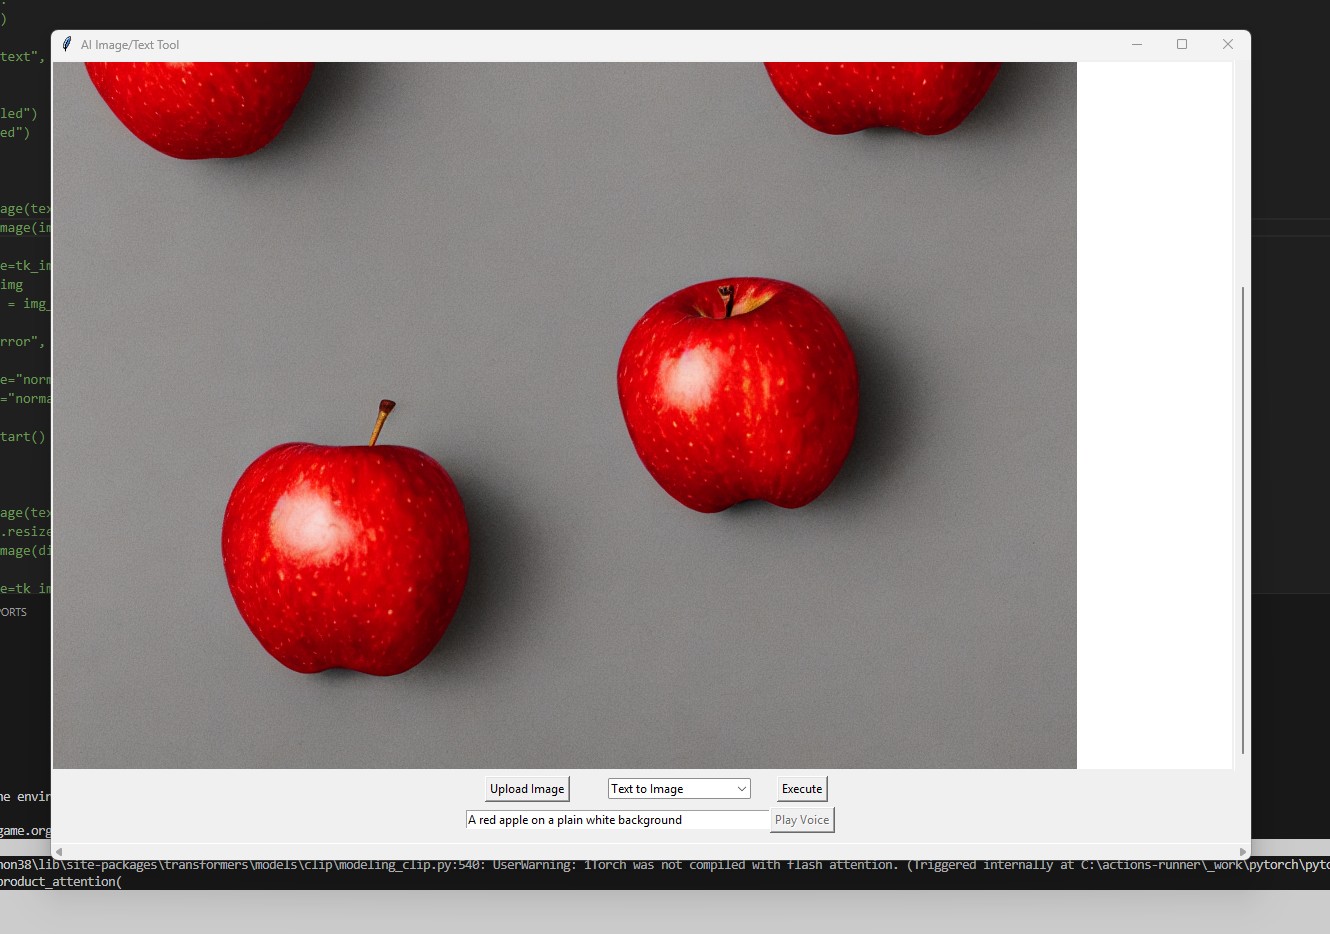 )
AI Image/Text Tool
text",
led")
ed")
age(tex
mage(im
e=tk_im
img
= img_
rror",
e="norm
="norma
tart()
age(tex
.resize
mage(di
e=tk_im
PORTS
Upload Image
Text to Image
Execute
A red apple on a plain white background
Play Voice
he envir
game.org
hon38\lib\site-packages\transformers\models\clip\modeling_clip.py:540: UserWarning: 1Torch was not compiled with flash attention. (Triggered internally at C:\actions-runner\_work\pytorch\pyto
product_attention(